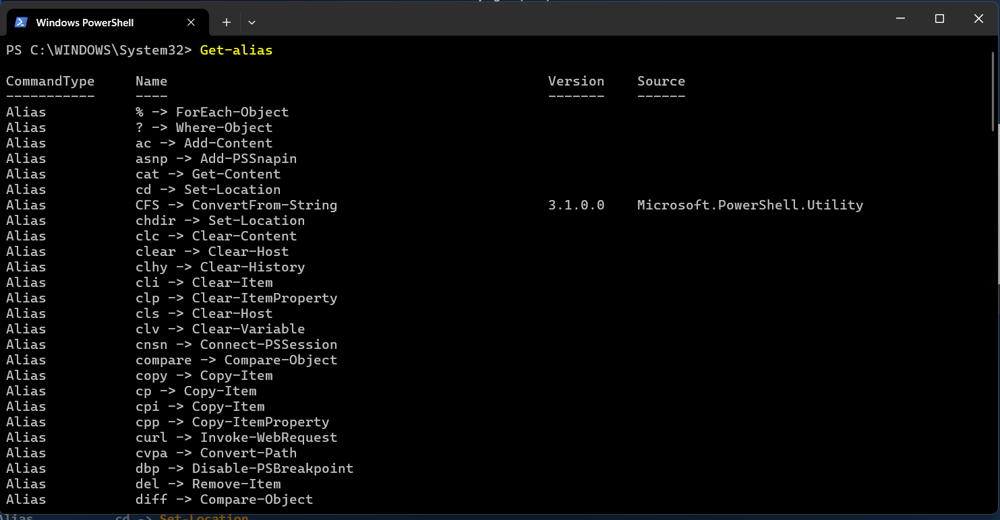 Windows PowerShell
PS C:\WINDOWS\System32> Get-alias
CommandType Name Version Source
----------- ---- ------- ------
Alias % -> ForEach-Object
Alias ? -> Where-Object
Alias ac -> Add-Content
Alias asnp -> Add-PSSnapin
Alias cat -> Get-Content
Alias cd -> Set-Location
Alias CFS -> ConvertFrom-String 3.1.0.0 Microsoft.PowerShell.Utility
Alias chdir -> Set-Location
Alias clc -> Clear-Content
Alias clear -> Clear-Host
Alias clhy -> Clear-History
Alias cli -> Clear-Item
Alias clp -> Clear-ItemProperty
Alias cls -> Clear-Host
Alias clv -> Clear-Variable
Alias cnsn -> Connect-PSSession
Alias compare -> Compare-Object
Alias copy -> Copy-Item
Alias cp -> Copy-Item
Alias cpi -> Copy-Item
Alias cpp -> Copy-ItemProperty
Alias curl -> Invoke-WebRequest
Alias cvpa -> Convert-Path
Alias dbp -> Disable-PSBreakpoint
Alias del -> Remove-Item
Alias diff -> Compare-Object
Alias cd -> Set-Location